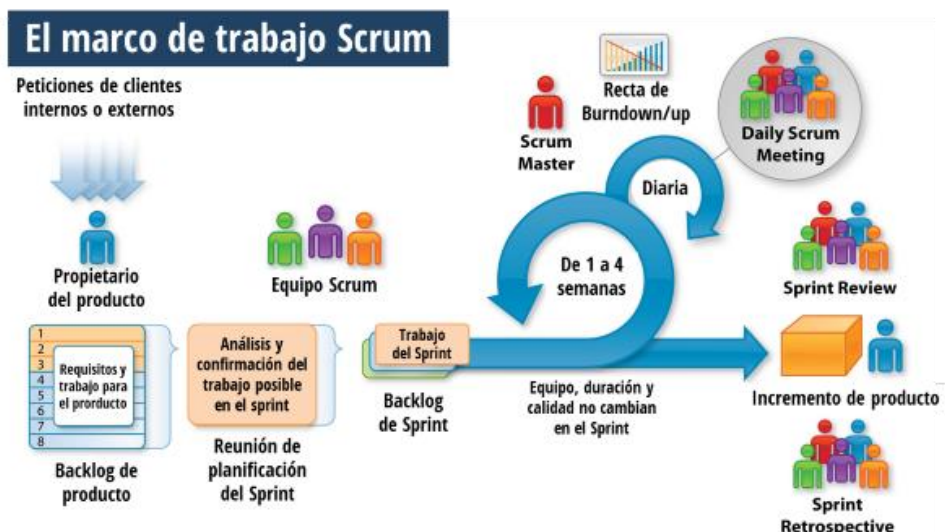 El marco de trabajo Scrum
Peticiones de clientes
internos o externos
Propietario
del producto
1
2
3
4
5
6
7
8
Requisitos y
trabajo para
el prorducto
Backlog de
producto
Equipo Scrum
Análisis y
confirmación del
trabajo posible
en el sprint
Reunión de
planificación
del Sprint
Trabajo
del Sprint
Backlog
de Sprint
Scrum
Master
Recta de
Burndown/up
Daily Scrum
Meeting
Diaria
De 1 a 4
semanas
Equipo, duración y
calidad no cambian
en el Sprint
Sprint Review
Incremento de producto
Sprint
Retrospective